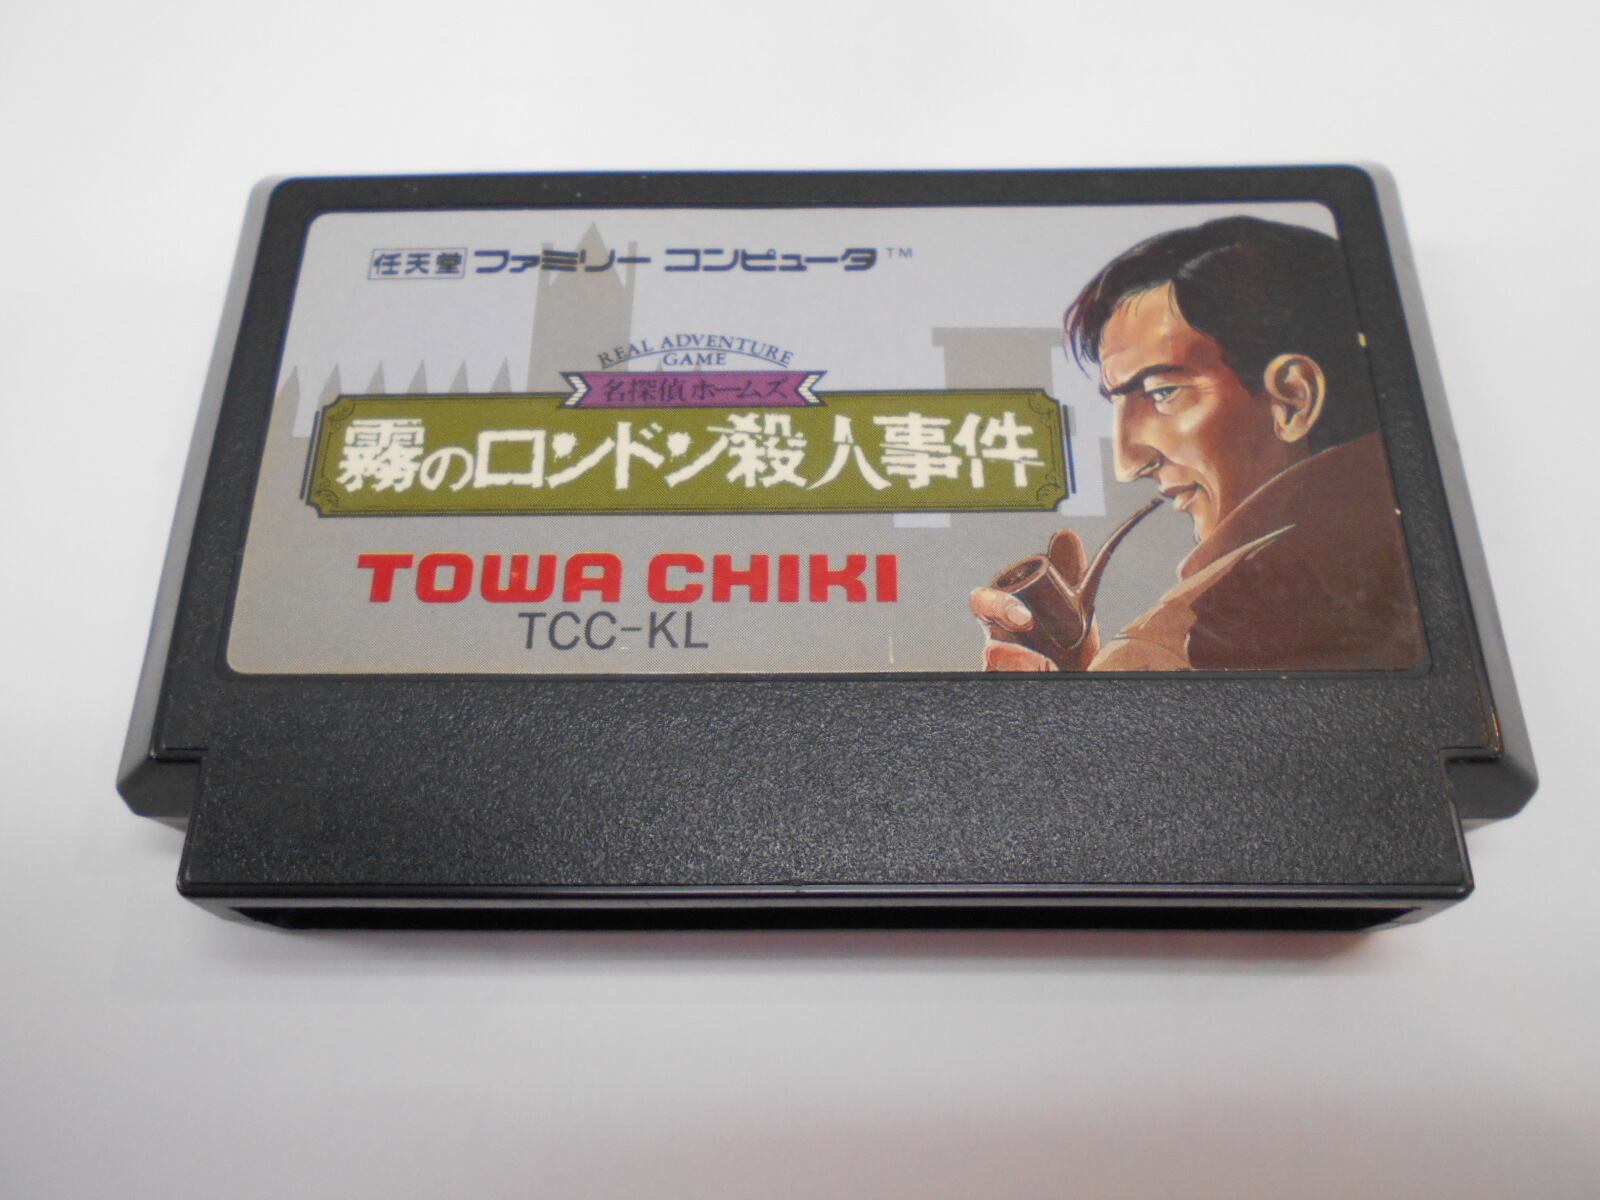 任天堂 ファミリー コンピュータ™
REAL ADVENTURE
GAME
名探偵ホームズ
霧のロンドン殺人事件
TOWA CHIKI
TCC-KL